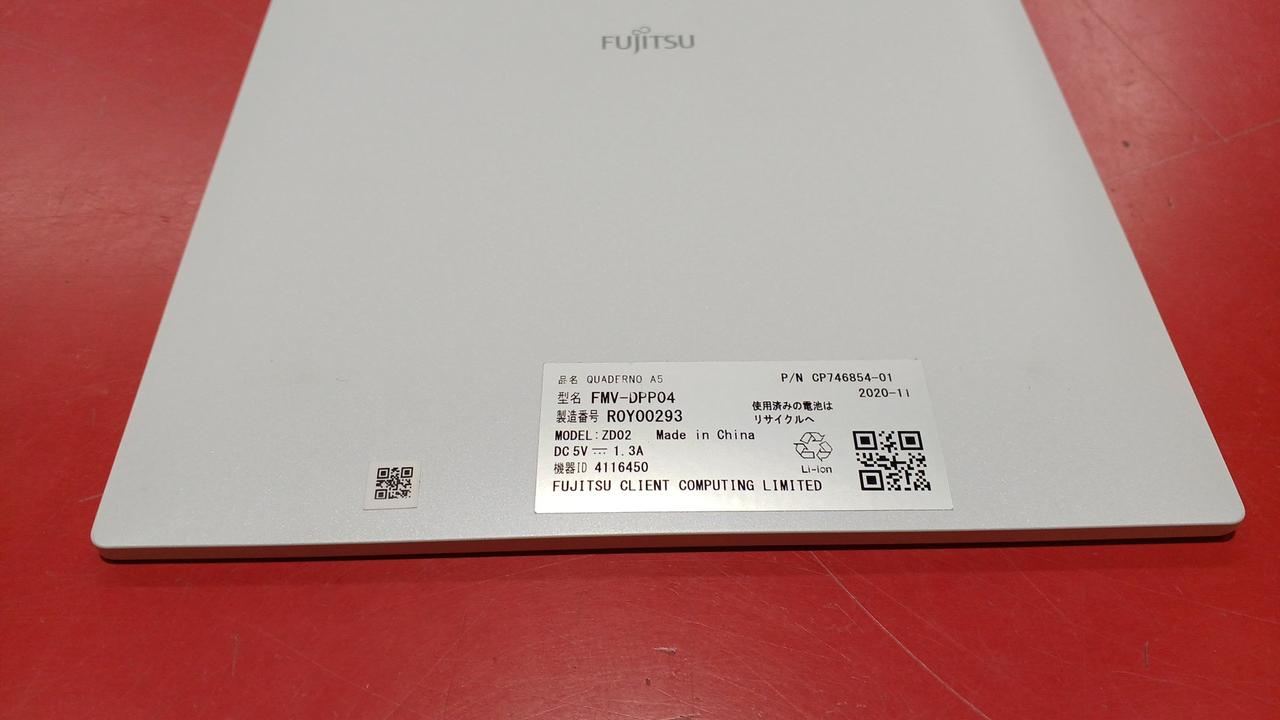 FUJITSU
品名 QUADERNO A5
P/N CP746854-01
型名 FMV-DPP04
2020-11
製造番号 R0Y00293
使用済みの電池は
リサイクルへ
MODEL:ZD02 Made in China
DC 5V ⎓ 1.3A
機器ID 4116450
Li-ion
FUJITSU CLIENT COMPUTING LIMITED